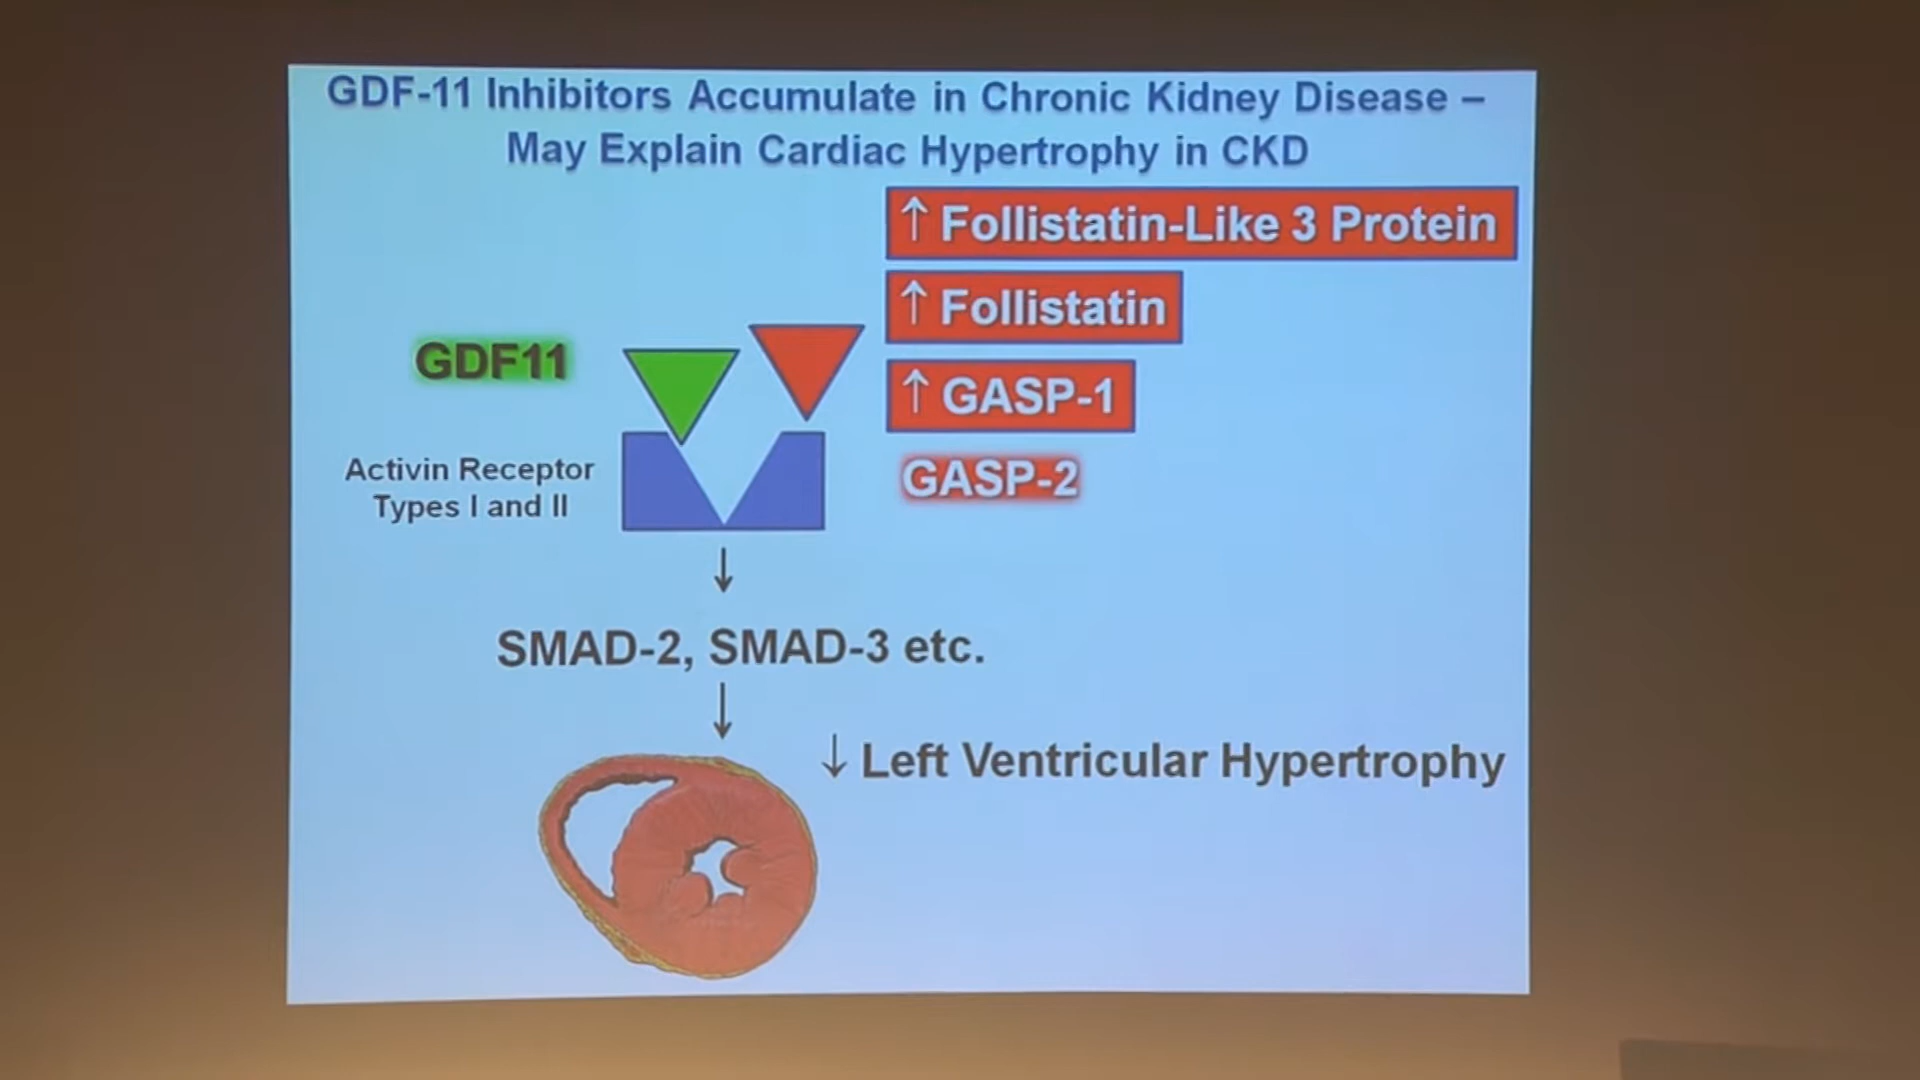 GDF-11 Inhibitors Accumulate in Chronic Kidney Disease –
May Explain Cardiac Hypertrophy in CKD
↑ Follistatin-Like 3 Protein
↑ Follistatin
↑ GASP-1
GASP-2
GDF11
Activin Receptor
Types I and II
↓
SMAD-2, SMAD-3 etc.
↓
↓ Left Ventricular Hypertrophy